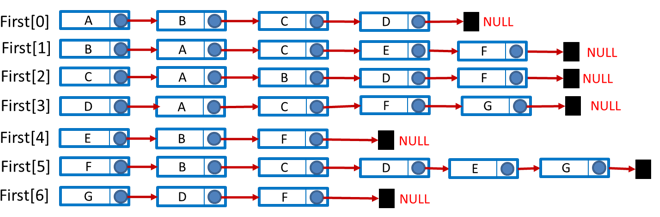 First[0] A B C D NULL
First[1] B A C E F NULL
First[2] C A B D F NULL
First[3] D A C F G NULL
First[4] E B F NULL
First[5] F B C D E G
First[6] G D F NULL